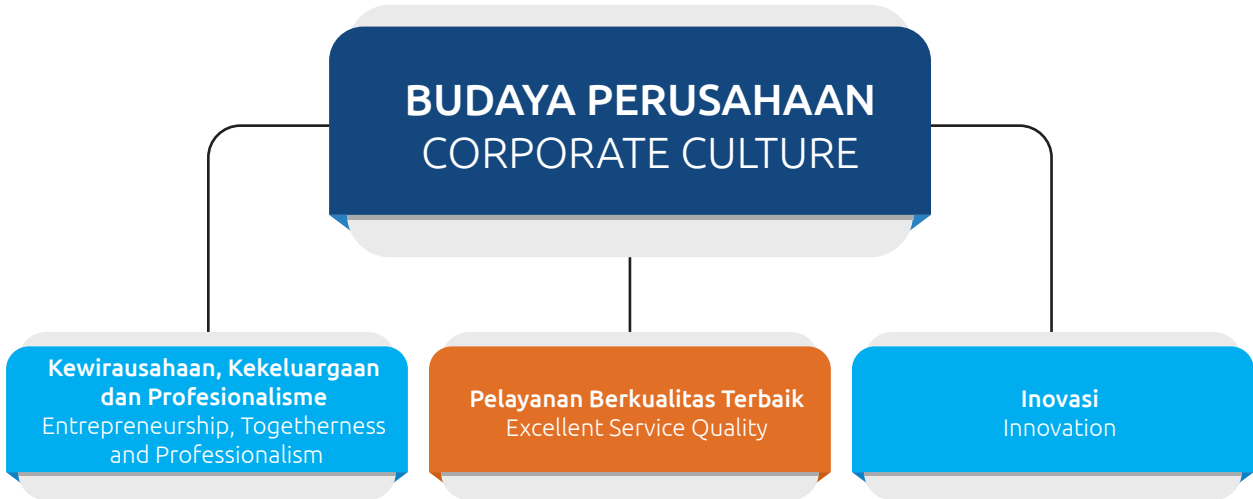 BUDAYA PERUSAHAAN
CORPORATE CULTURE
Kewirausahaan, Kekeluargaan
dan Profesionalisme
Entrepreneurship, Togetherness
and Professionalism
Pelayanan Berkualitas Terbaik
Excellent Service Quality
Inovasi
Innovation